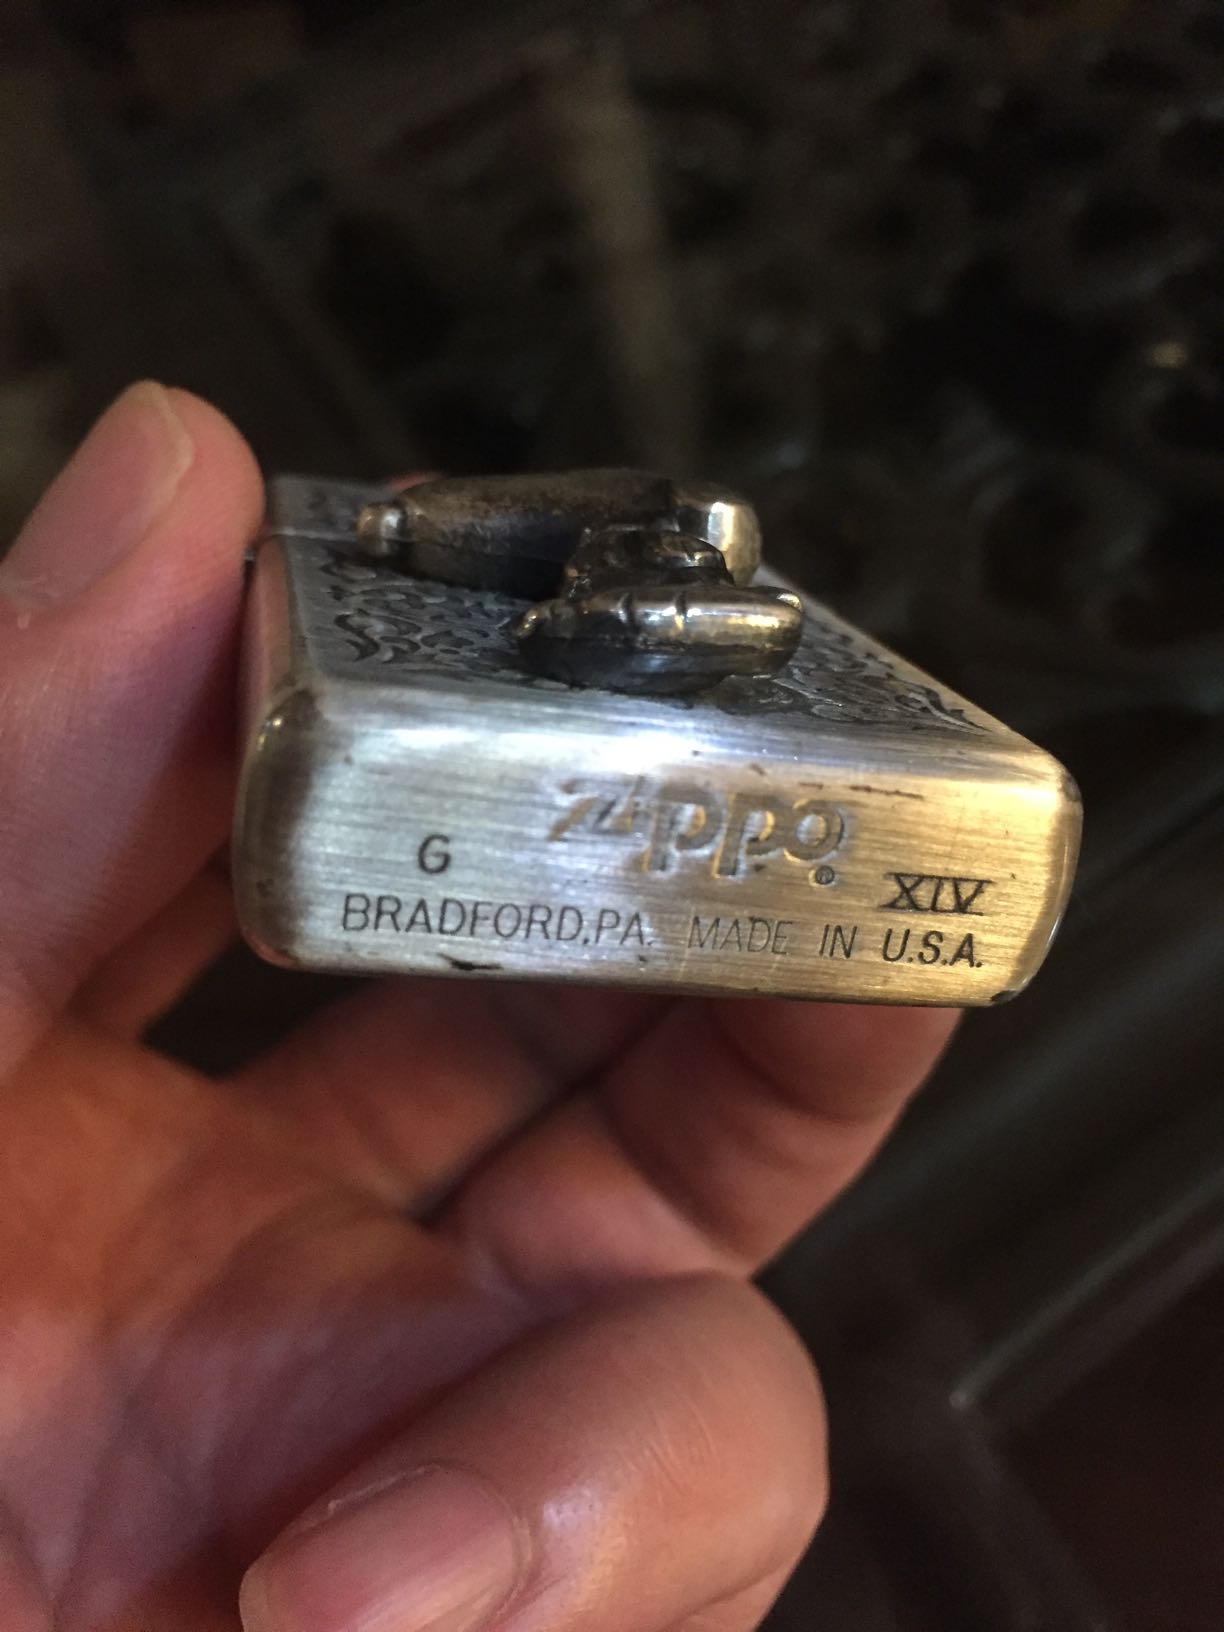 Zippo®
G XIV
BRADFORD,PA. MADE IN U.S.A.